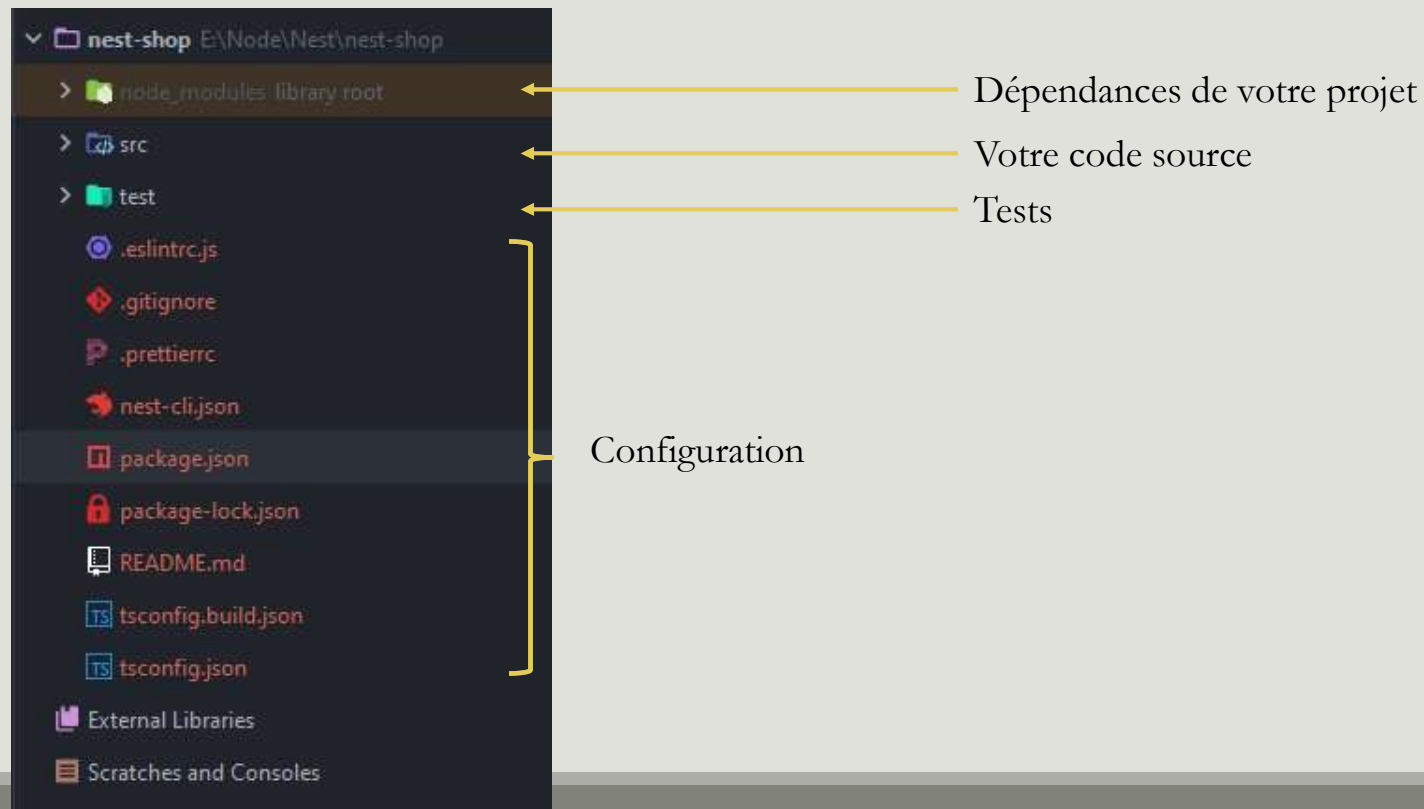 nest-shop E:\Node\Nest\nest-shop
node_modules library root
src
test
.eslintrc.js
.gitignore
.prettierrc
nest-cli.json
package.json
package-lock.json
README.md
tsconfig.build.json
tsconfig.json
External Libraries
Scratches and Consoles
Dépendances de votre projet
Votre code source
Tests
Configuration